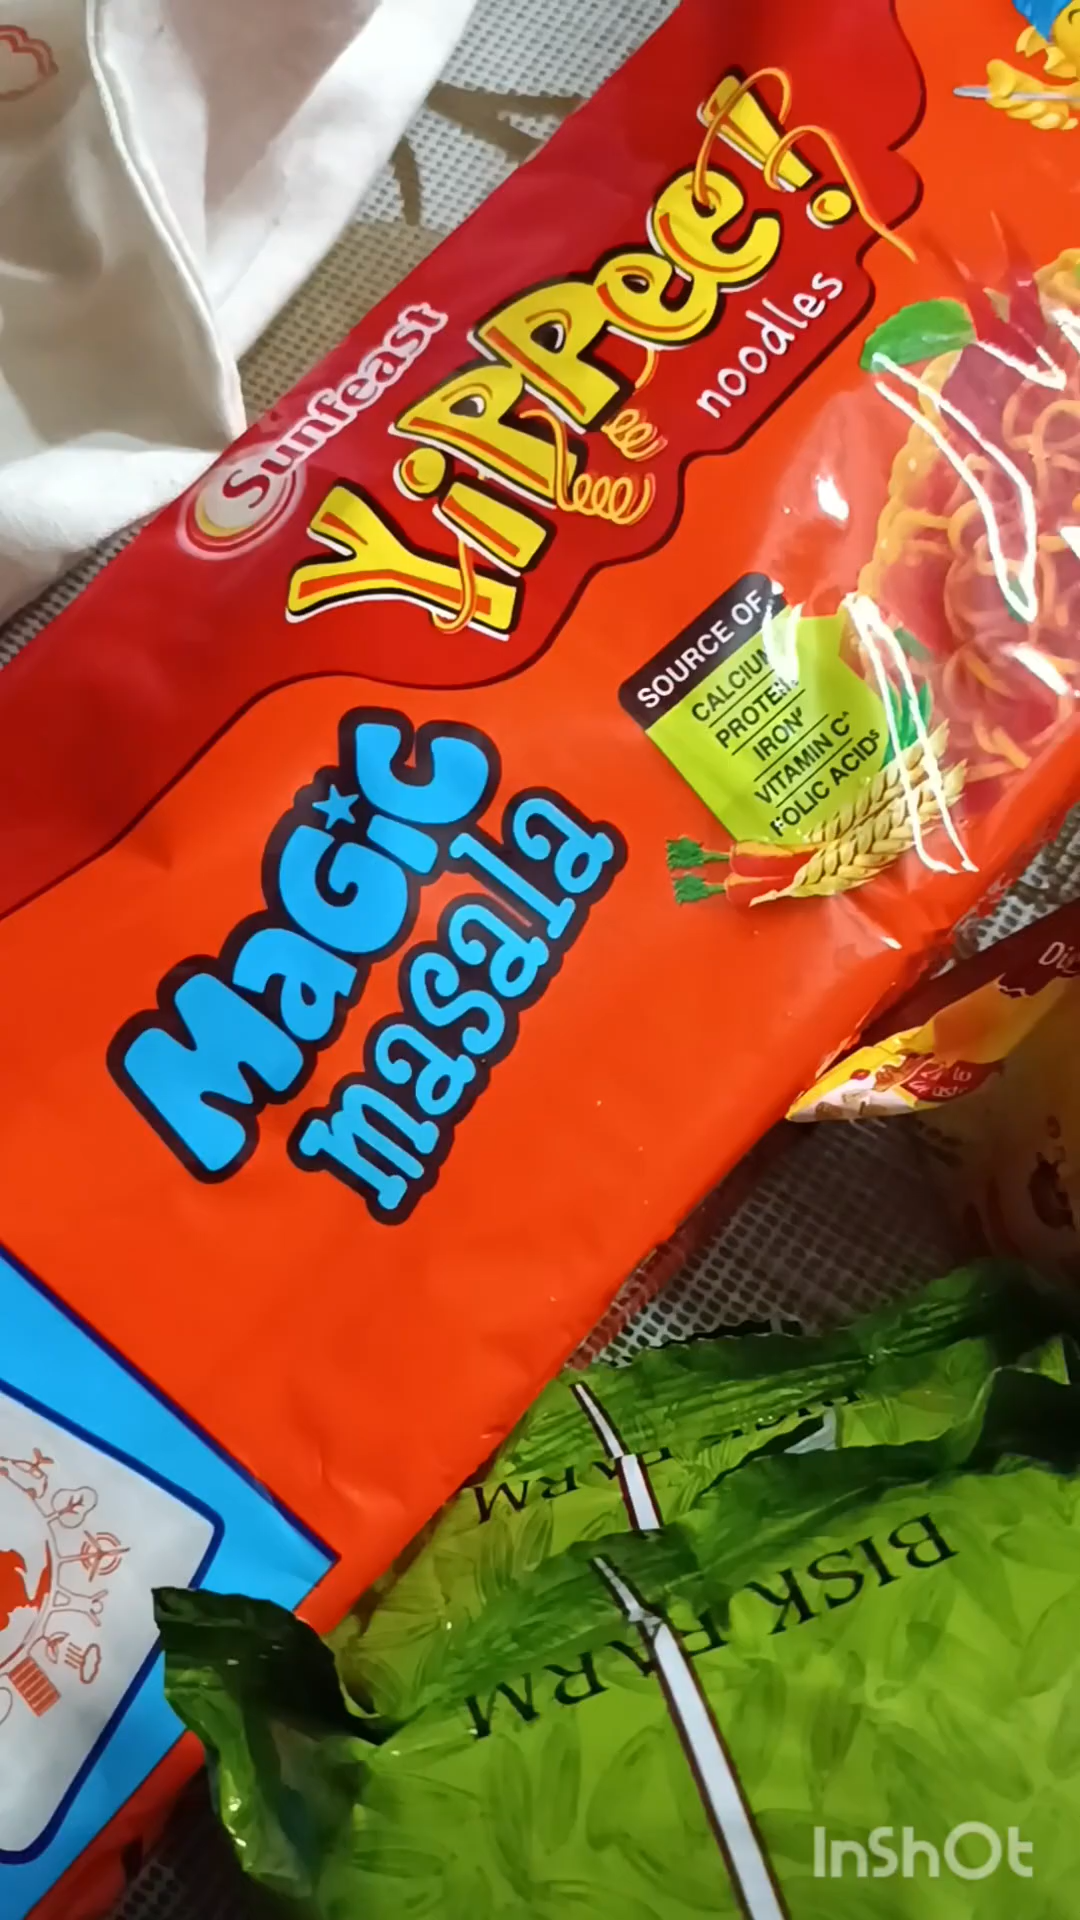 Sunfeast
YiPPee!
noodles
SOURCE OF
CALCIUM
PROTEIN
IRON
VITAMIN C^
FOLIC ACID$
MaGic
masala
BISK FARM
BISK FARM
InShOt